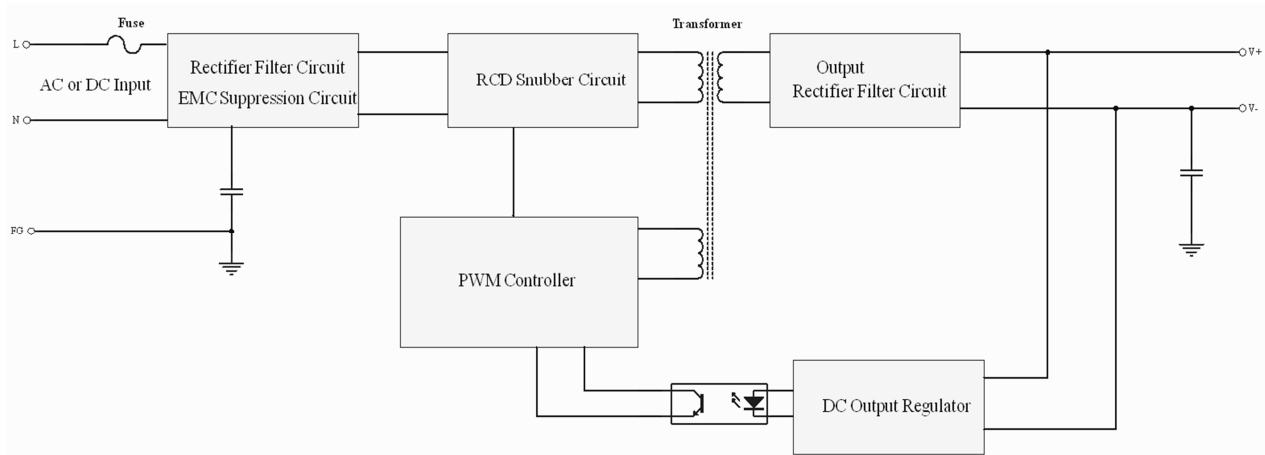 Fuse
Transformer
L
V+
Rectifier Filter Circuit
EMC Suppression Circuit
RCD Snubber Circuit
Output
Rectifier Filter Circuit
AC or DC Input
V-
N
FG
PWM Controller
DC Output Regulator